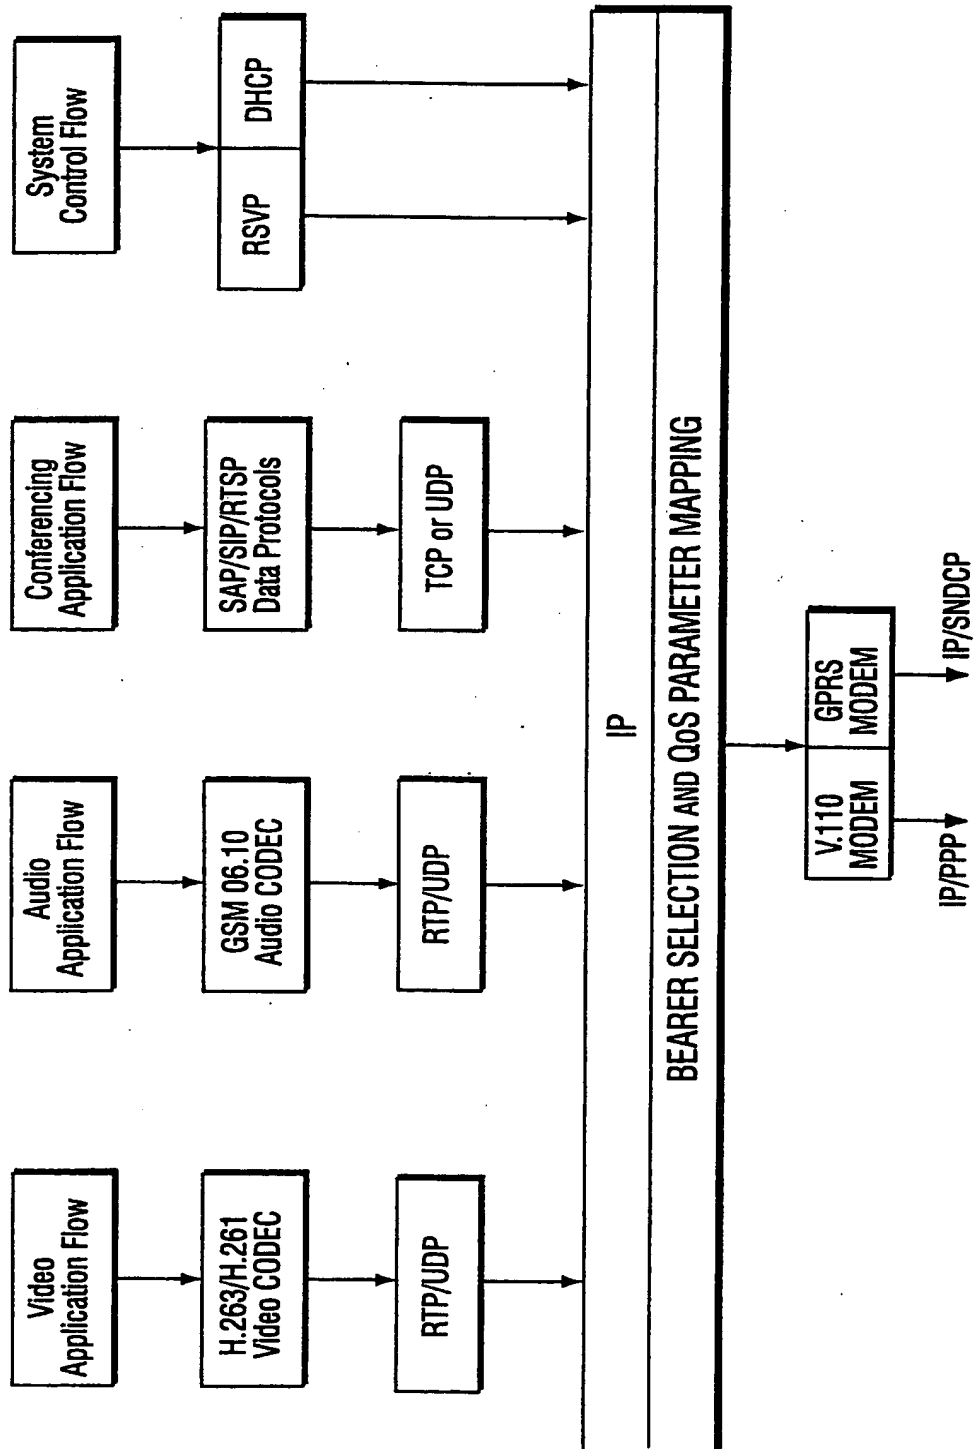 Video
Application Flow
Audio
Application Flow
Conferencing
Application Flow
System
Control Flow
H.263/H.261
Video CODEC
GSM 06.10
Audio CODEC
SAP/SIP/RTSP
Data Protocols
RSVP
DHCP
RTP/UDP
RTP/UDP
TCP or UDP
IP
BEARER SELECTION AND QoS PARAMETER MAPPING
V.110
MODEM
GPRS
MODEM
IP/PPP
IP/SNDCP